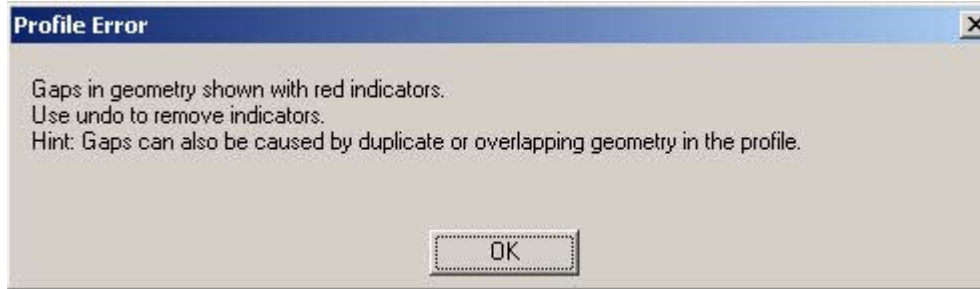 Profile Error
Gaps in geometry shown with red indicators.
Use undo to remove indicators.
Hint: Gaps can also be caused by duplicate or overlapping geometry in the profile.
OK